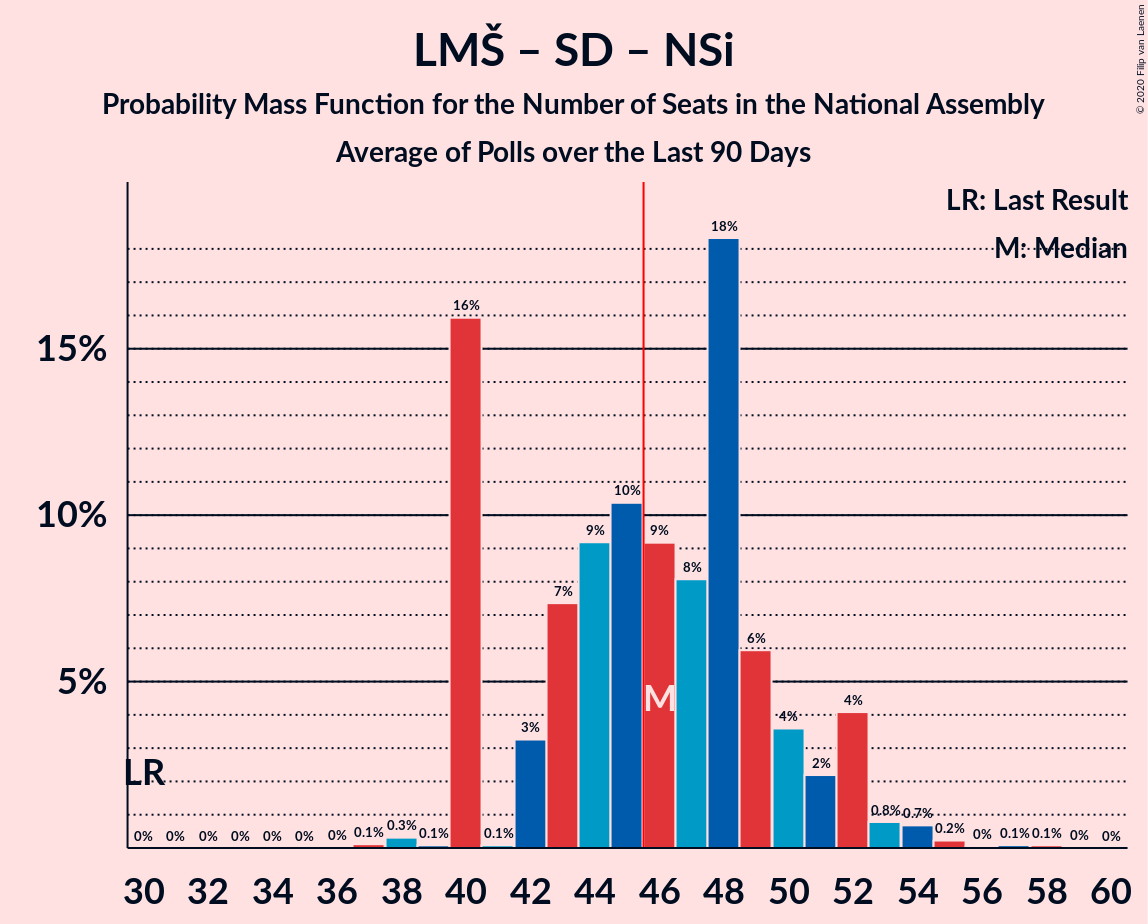 LMŠ – SD – NSi
Probability Mass Function for the Number of Seats in the National Assembly
Average of Polls over the Last 90 Days
© 2020 Filip van Laenen
LR: Last Result
M: Median
15%
10%
5%
LR
M
0% 0% 0% 0% 0% 0% 0% 0.1% 0.3% 0.1% 16% 0.1% 3% 7% 9% 10% 9% 8% 18% 6% 4% 2% 4% 0.8% 0.7% 0.2% 0% 0.1% 0.1% 0% 0%
30 32 34 36 38 40 42 44 46 48 50 52 54 56 58 60